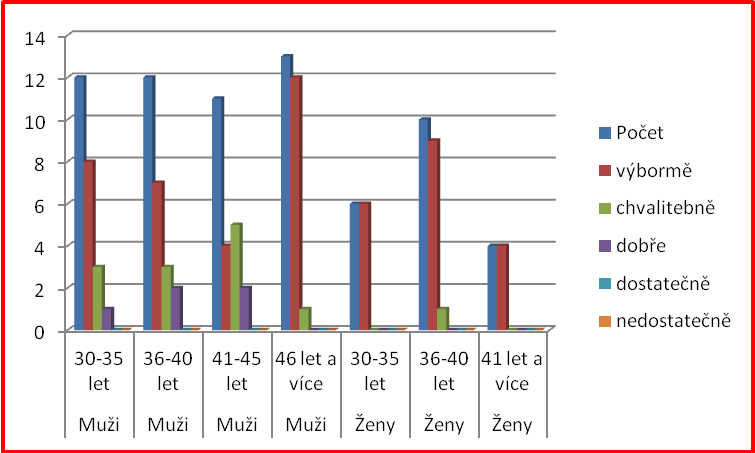 14
12
10
8
6
4
2
0
30-35 let
36-40 let
41-45 let
46 let a více
30-35 let
36-40 let
41 let a více
Muži
Muži
Muži
Muži
Ženy
Ženy
Ženy
Počet
výbormě
chvalitebně
dobře
dostatečně
nedostatečně